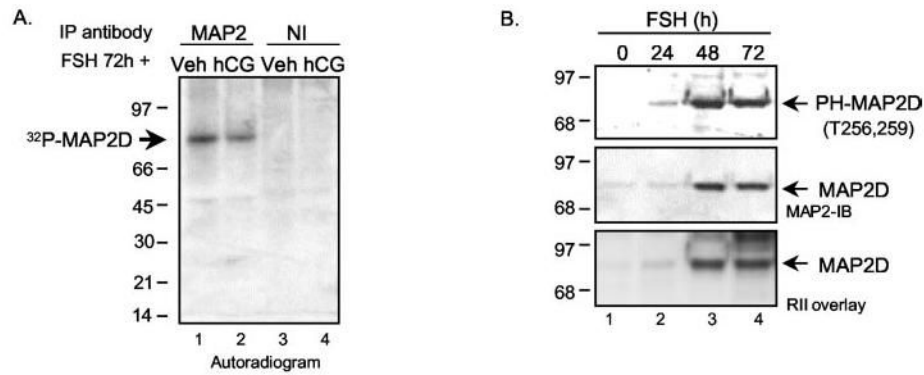 A.
IP antibody MAP2 NI
FSH 72h + Veh hCG Veh hCG
97
³²P-MAP2D
66
45
30
21
14
1 2 3 4
Autoradiogram
B.
FSH (h)
0 24 48 72
97
PH-MAP2D
(T256,259)
68
97
MAP2D
68
MAP2-IB
97
MAP2D
68
RII overlay
1 2 3 4